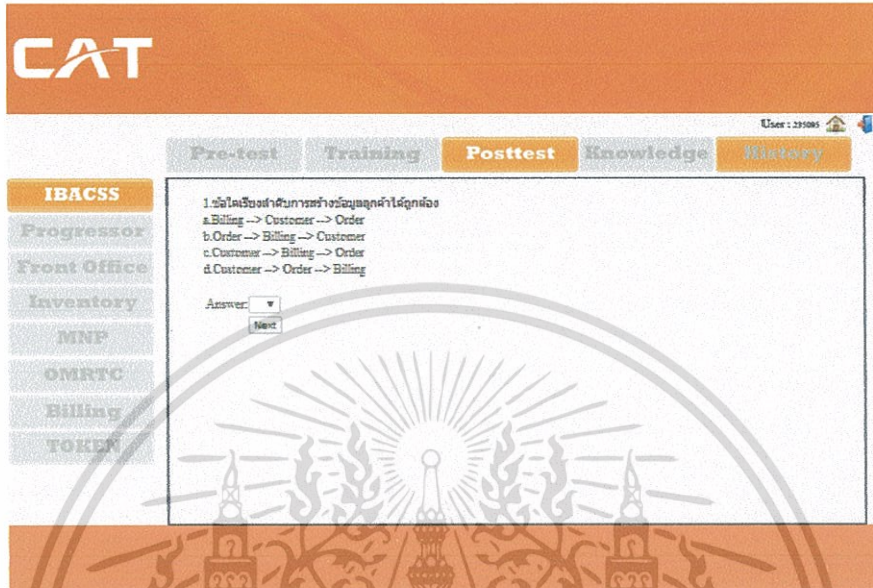 CAT
User : 235095
Pre-test Training Posttest Knowledge History
IBACSS
Progressor
Front Office
Inventory
MNP
OMRTC
Billing
TOKEN
1.ข้อใดเรียงลำดับการสร้างข้อมูลลูกค้าได้ถูกต้อง
a.Billing --> Customer --> Order
b.Order --> Billing --> Customer
c.Customer --> Billing --> Order
d.Customer --> Order --> Billing
Answer:
Next